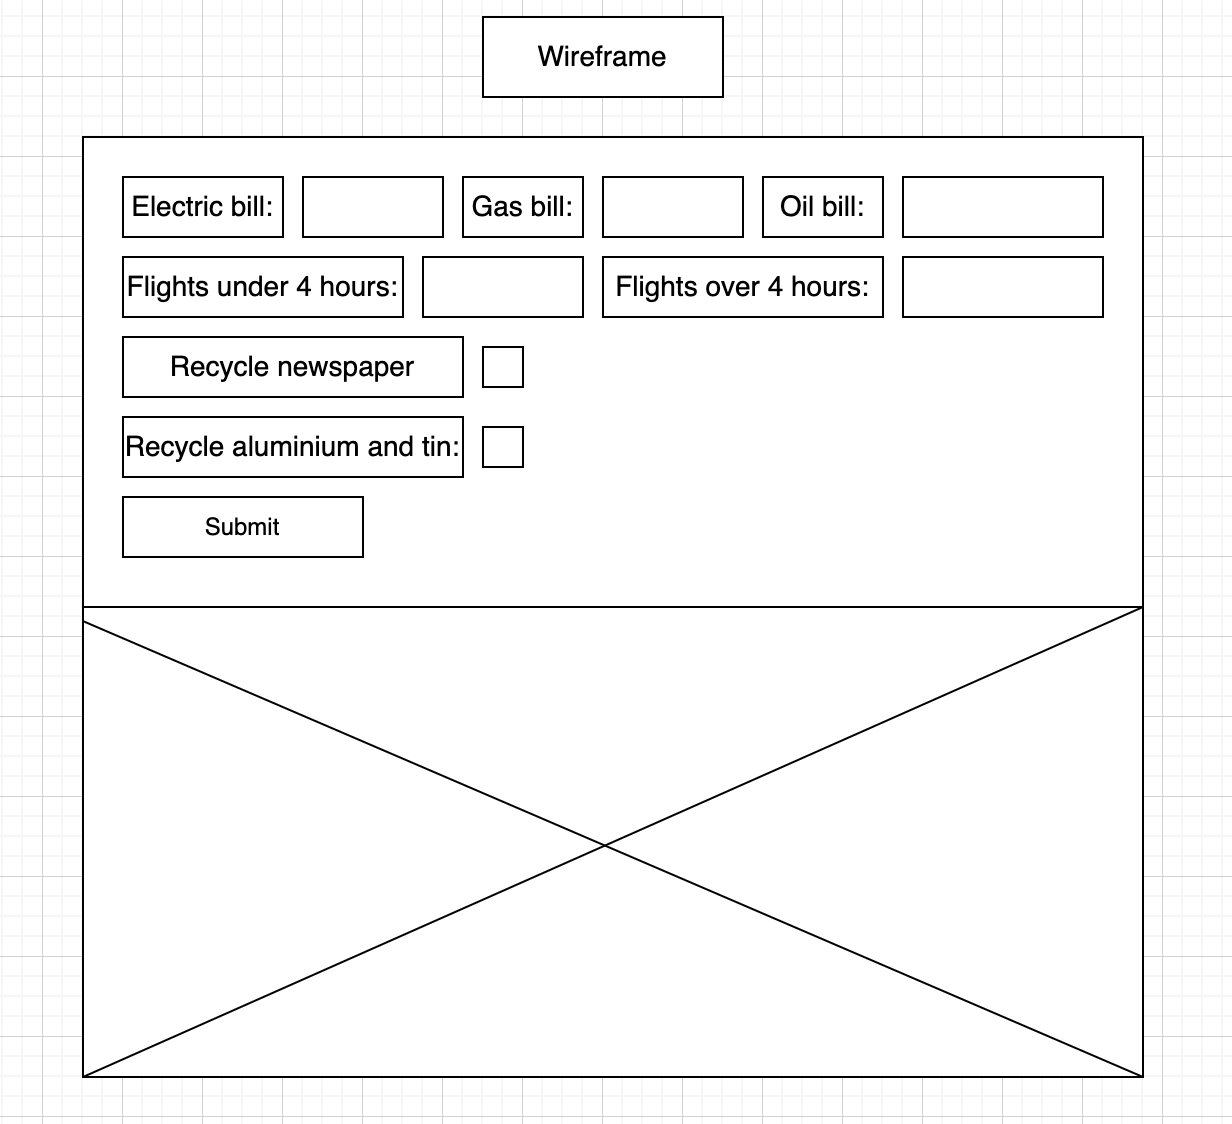 Wireframe
Electric bill:
Gas bill:
Oil bill:
Flights under 4 hours:
Flights over 4 hours:
Recycle newspaper
Recycle aluminium and tin:
Submit